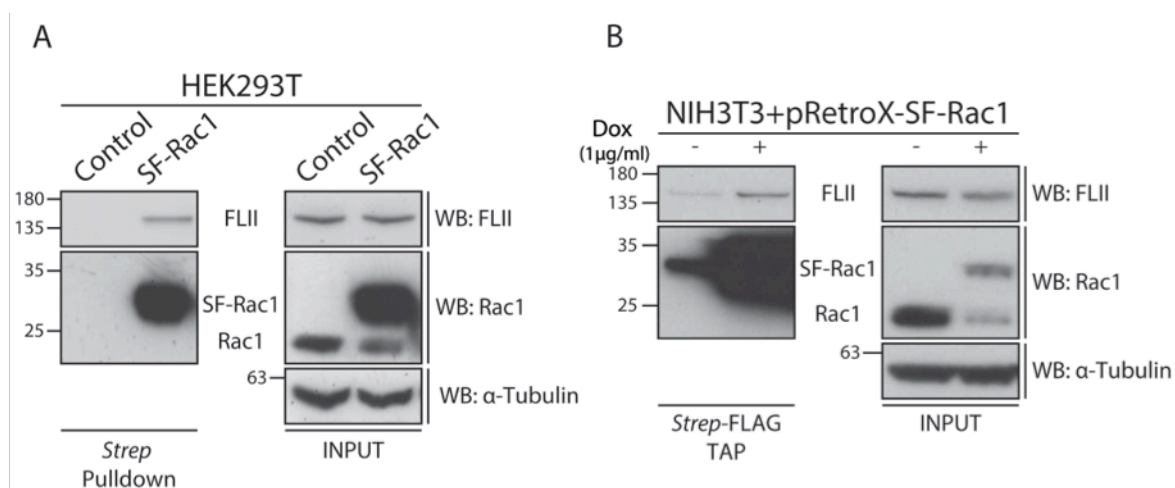 A
HEK293T
Control
SF-Rac1
Control
SF-Rac1
180
135
FLII
WB: FLII
35
SF-Rac1
WB: Rac1
25
Rac1
63
WB: α-Tubulin
Strep
Pulldown
INPUT
B
NIH3T3+pRetroX-SF-Rac1
Dox
(1µg/ml)
- +
- +
180
135
FLII
WB: FLII
35
SF-Rac1
WB: Rac1
25
Rac1
63
WB: α-Tubulin
Strep-FLAG
TAP
INPUT